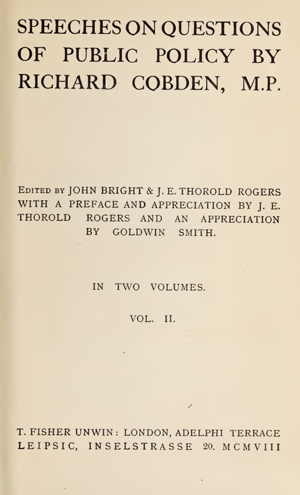 SPEECHES ON QUESTIONS
OF PUBLIC POLICY BY
RICHARD COBDEN, M.P.
EDITED BY JOHN BRIGHT & J. E. THOROLD ROGERS
WITH A PREFACE AND APPRECIATION BY J. E.
THOROLD ROGERS AND AN APPRECIATION
BY GOLDWIN SMITH.
IN TWO VOLUMES.
VOL. II.
T. FISHER UNWIN: LONDON, ADELPHI TERRACE
LEIPSIC, INSELSTRASSE 20. MCMVIII